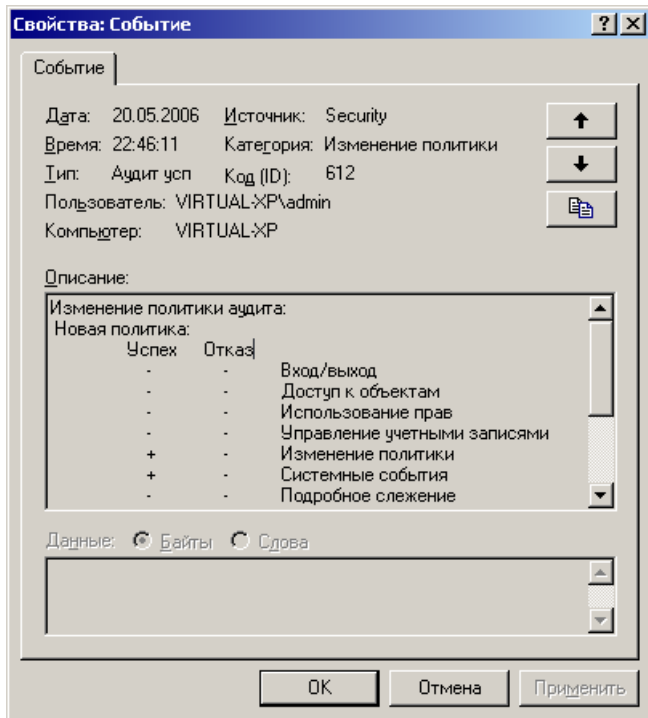 Свойства: Событие
Событие
Дата: 20.05.2006 Источник: Security
Время: 22:46:11 Категория: Изменение политики
Тип: Аудит усп Код (ID): 612
Пользователь: VIRTUAL-XP\admin
Компьютер: VIRTUAL-XP
Описание:
Изменение политики аудита:
Новая политика:
Успех Отказ
- - Вход/выход
- - Доступ к объектам
- - Использование прав
- - Управление учетными записями
+ - Изменение политики
+ - Системные события
- - Подробное слежение
Данные: Байты Слова
OK Отмена Применить